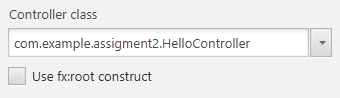 Controller class
com.example.assigment2.HelloController
Use fx:root construct